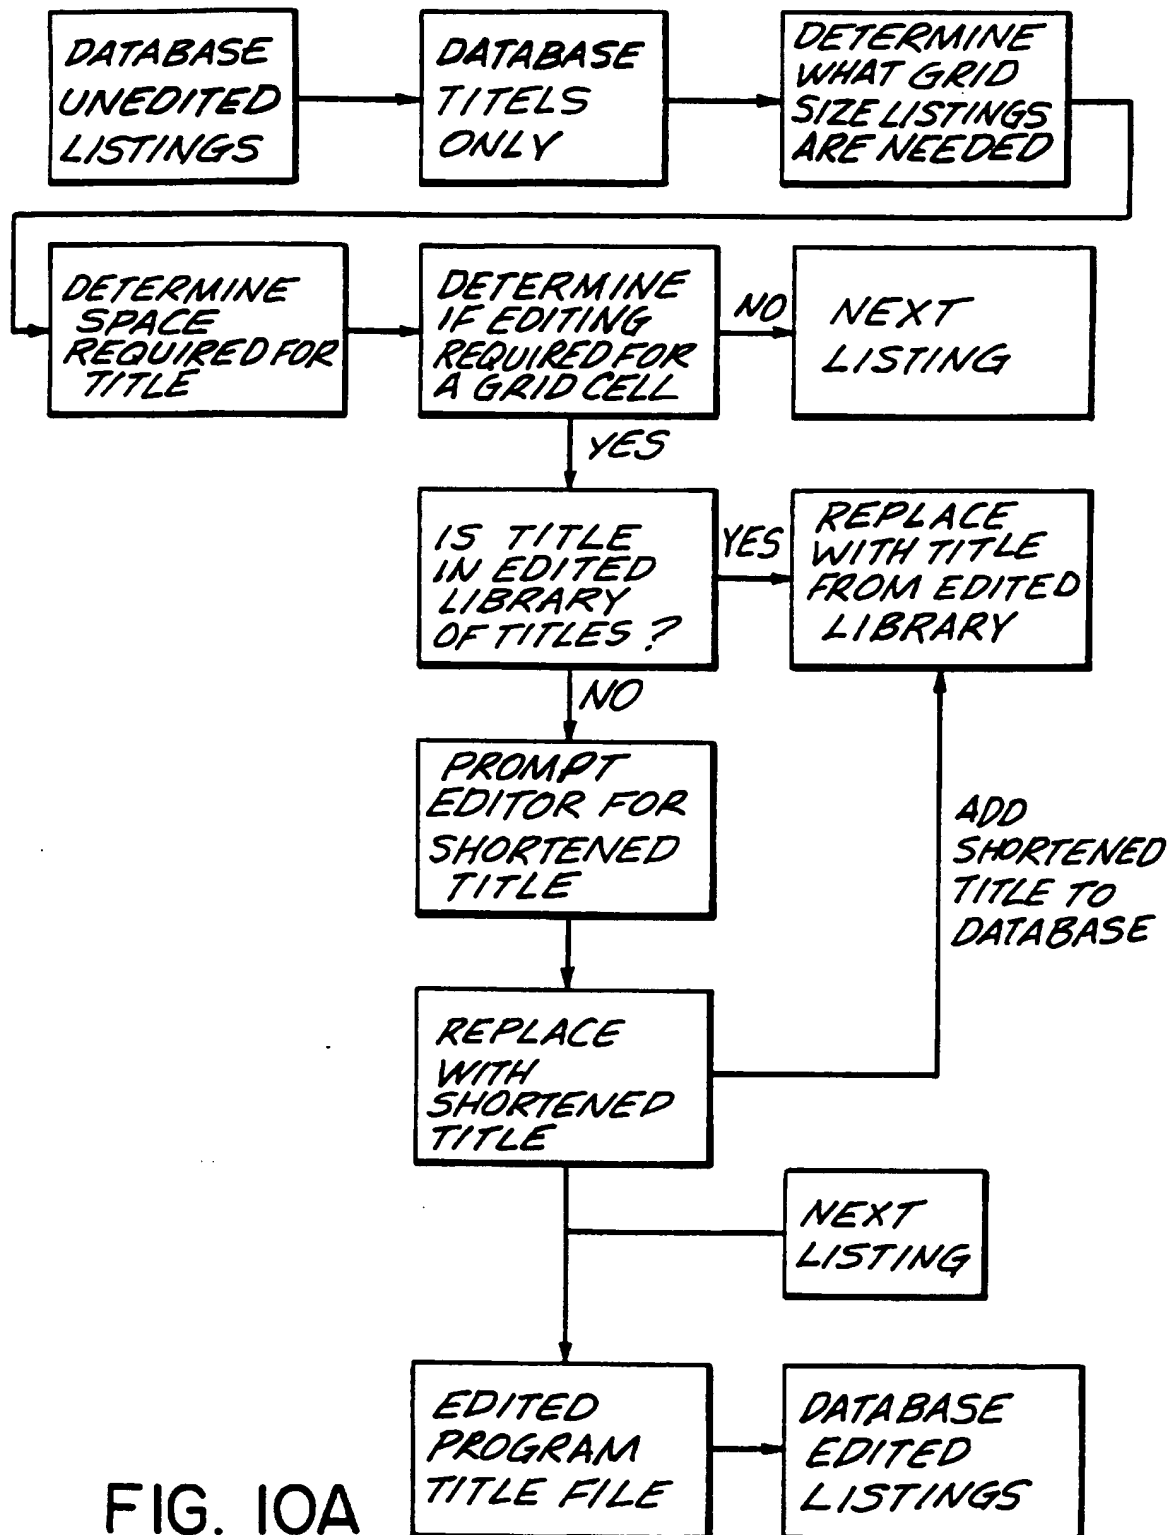 DATABASE
UNEDITED
LISTINGS
DATABASE
TITELS
ONLY
DETERMINE
WHAT GRID
SIZE LISTINGS
ARE NEEDED
DETERMINE
SPACE
REQUIRED FOR
TITLE
DETERMINE
IF EDITING
REQUIRED FOR
A GRID CELL
NO
NEXT
LISTING
YES
IS TITLE
IN EDITED
LIBRARY
OF TITLES ?
YES
REPLACE
WITH TITLE
FROM EDITED
LIBRARY
NO
PROMPT
EDITOR FOR
SHORTENED
TITLE
ADD
SHORTENED
TITLE TO
DATABASE
REPLACE
WITH
SHORTENED
TITLE
NEXT
LISTING
EDITED
PROGRAM
TITLE FILE
DATABASE
EDITED
LISTINGS
FIG. 10A